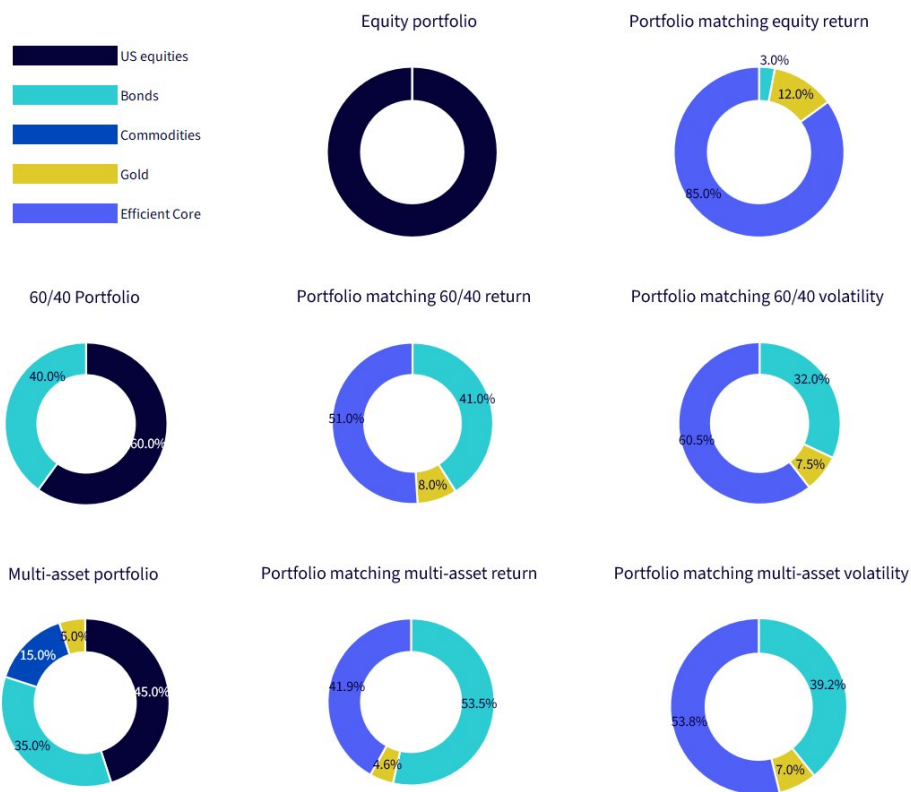 Equity portfolio
Portfolio matching equity return
US equities
Bonds
Commodities
Gold
Efficient Core
3.0%
12.0%
85.0%
60/40 Portfolio
Portfolio matching 60/40 return
Portfolio matching 60/40 volatility
40.0%
60.0%
41.0%
51.0%
8.0%
32.0%
60.5%
7.5%
Multi-asset portfolio
Portfolio matching multi-asset return
Portfolio matching multi-asset volatility
5.0%
15.0%
45.0%
35.0%
41.9%
53.5%
4.6%
39.2%
53.8%
7.0%